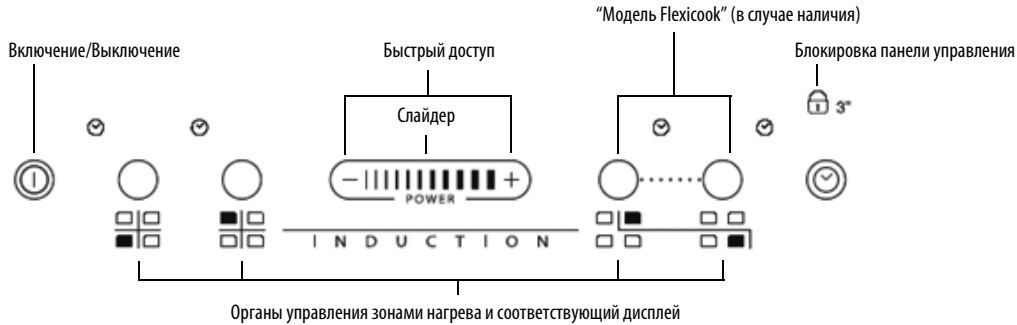 “Модель Flexicook” (в случае наличия)
Включение/Выключение
Быстрый доступ
Блокировка панели управления
Слайдер
3"
POWER
INDUCTION
Органы управления зонами нагрева и соответствующий дисплей